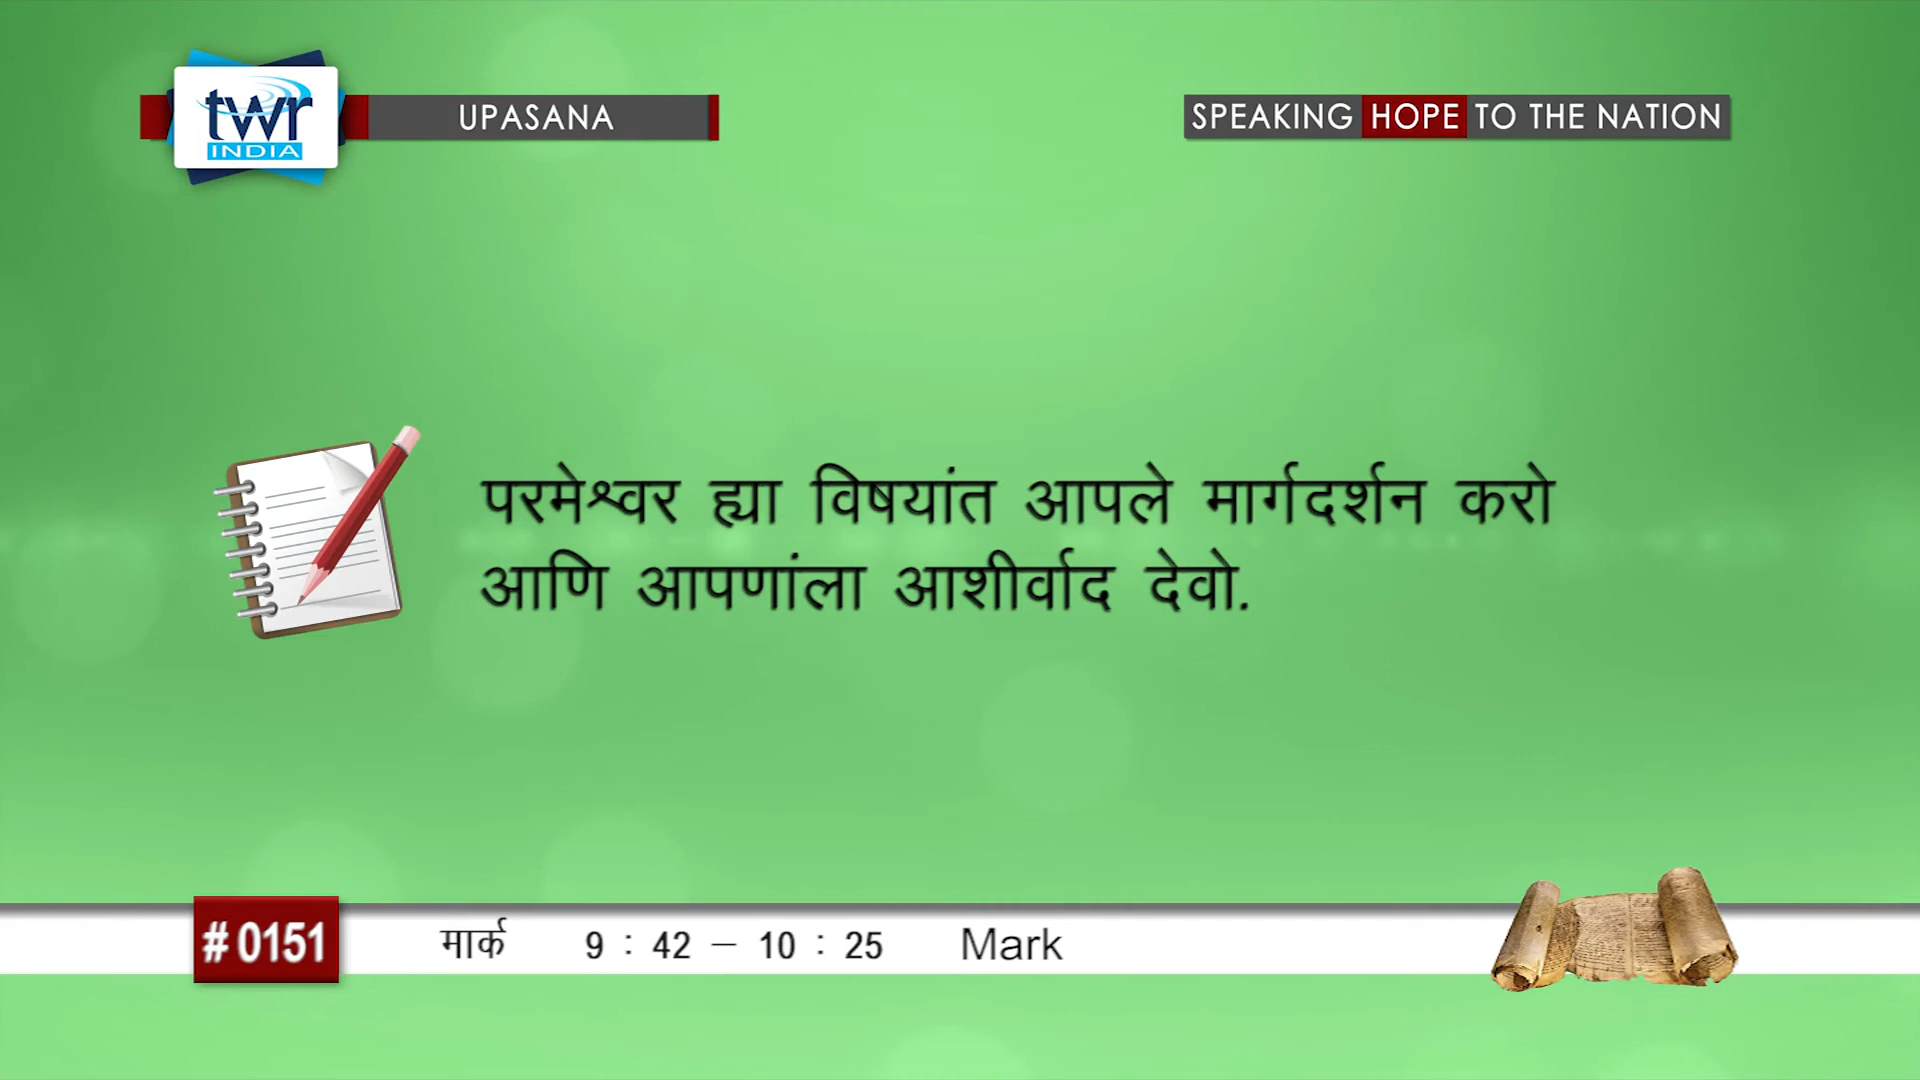 twr
INDIA
UPASANA
SPEAKING HOPE TO THE NATION
परमेश्वर ह्या विषयांत आपले मार्गदर्शन करो
आणि आपणांला आशीर्वाद देवो.
# 0151
मार्क 9 : 42 – 10 : 25 Mark